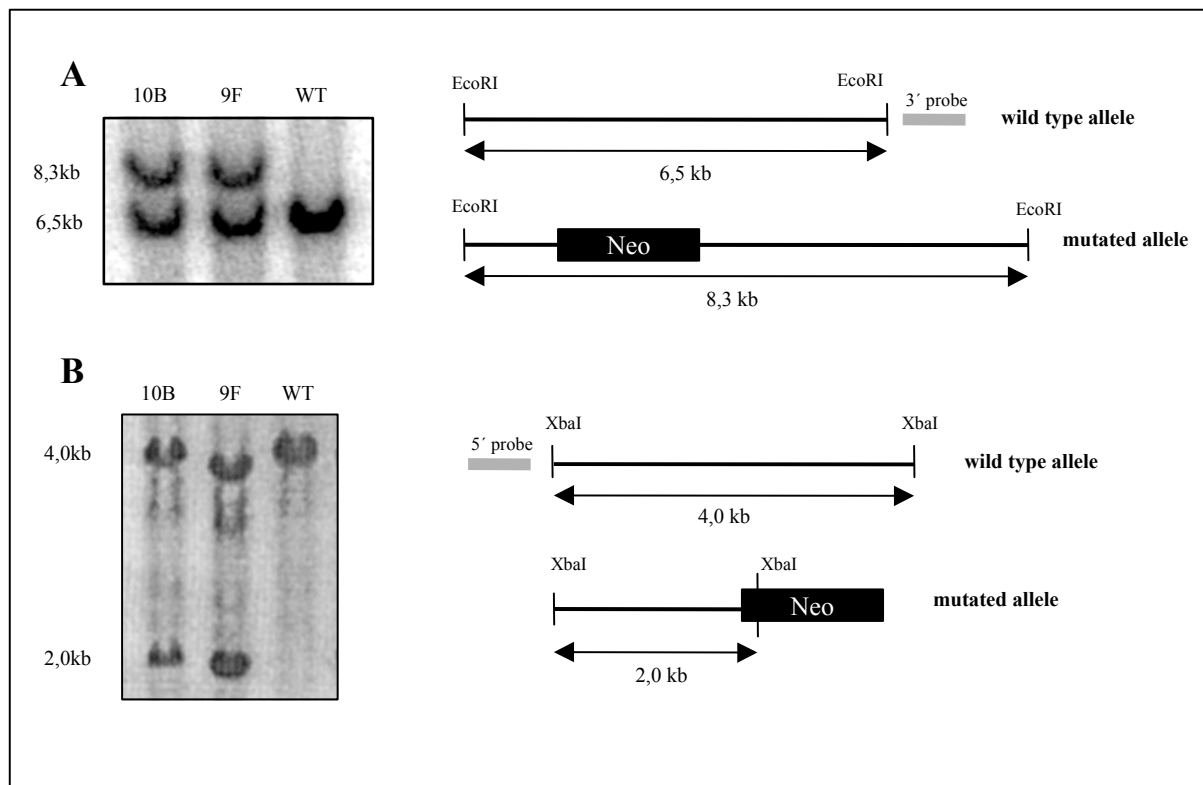 A
10B 9F WT
8,3kb
6,5kb
EcoRI EcoRI
3´ probe
wild type allele
6,5 kb
EcoRI EcoRI
Neo
mutated allele
8,3 kb
B
10B 9F WT
4,0kb
2,0kb
XbaI XbaI
5´ probe
wild type allele
4,0 kb
XbaI XbaI
Neo
mutated allele
2,0 kb